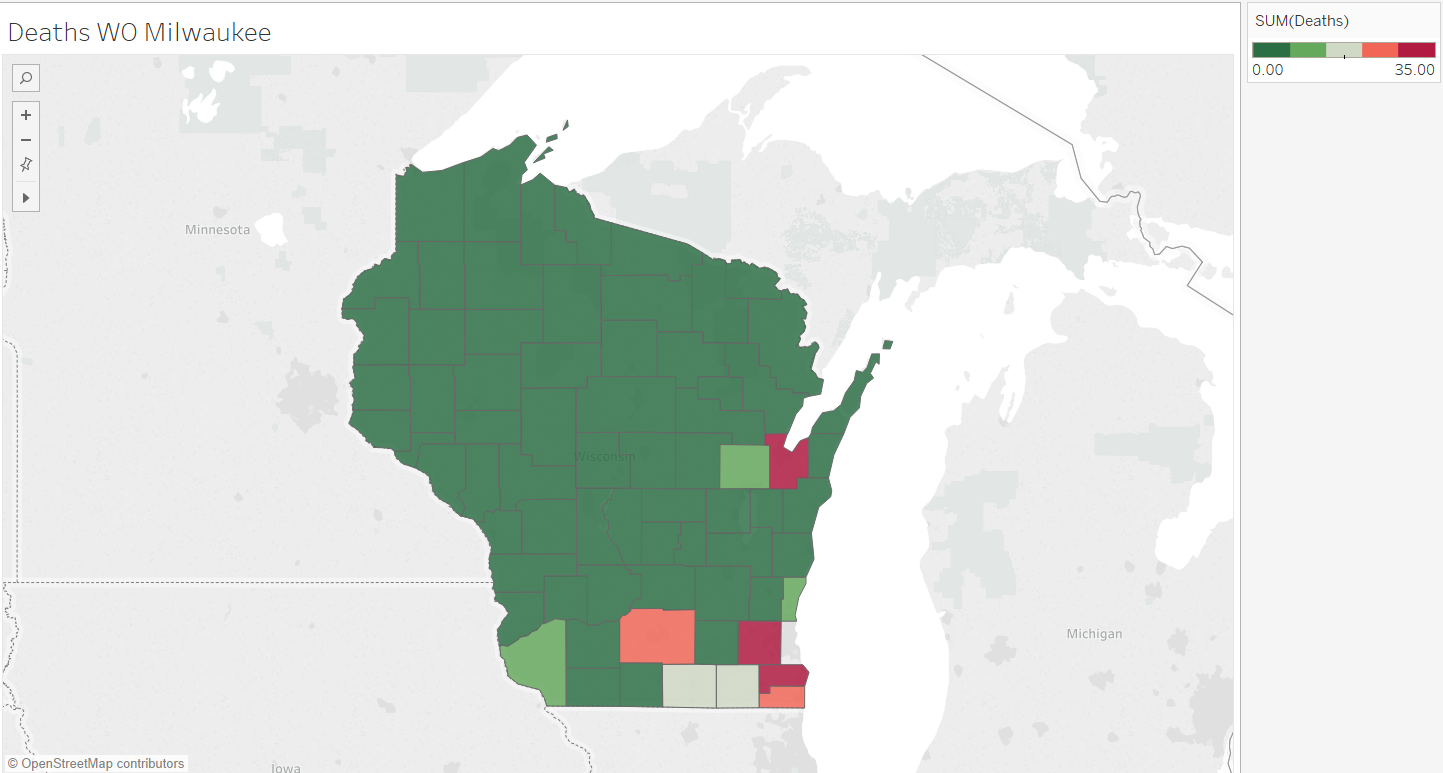 Deaths WO Milwaukee
SUM(Deaths)
0.00 35.00
Minnesota
Wisconsin
Michigan
Iowa
© OpenStreetMap contributors